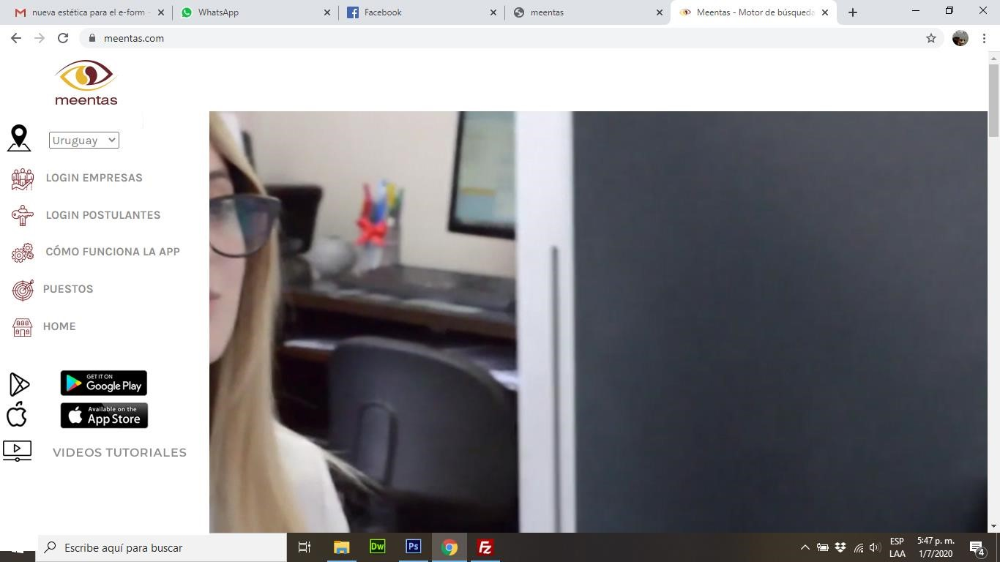 nueva estética para el e-form -
WhatsApp
Facebook
meentas
Meentas - Motor de búsqueda
meentas.com
meentas
Uruguay
LOGIN EMPRESAS
LOGIN POSTULANTES
CÓMO FUNCIONA LA APP
PUESTOS
HOME
GET IT ON
Google Play
Available on the
App Store
VIDEOS TUTORIALES
Escribe aquí para buscar
Dw
Ps
Fz
ESP
LAA
5:47 p. m.
1/7/2020
4